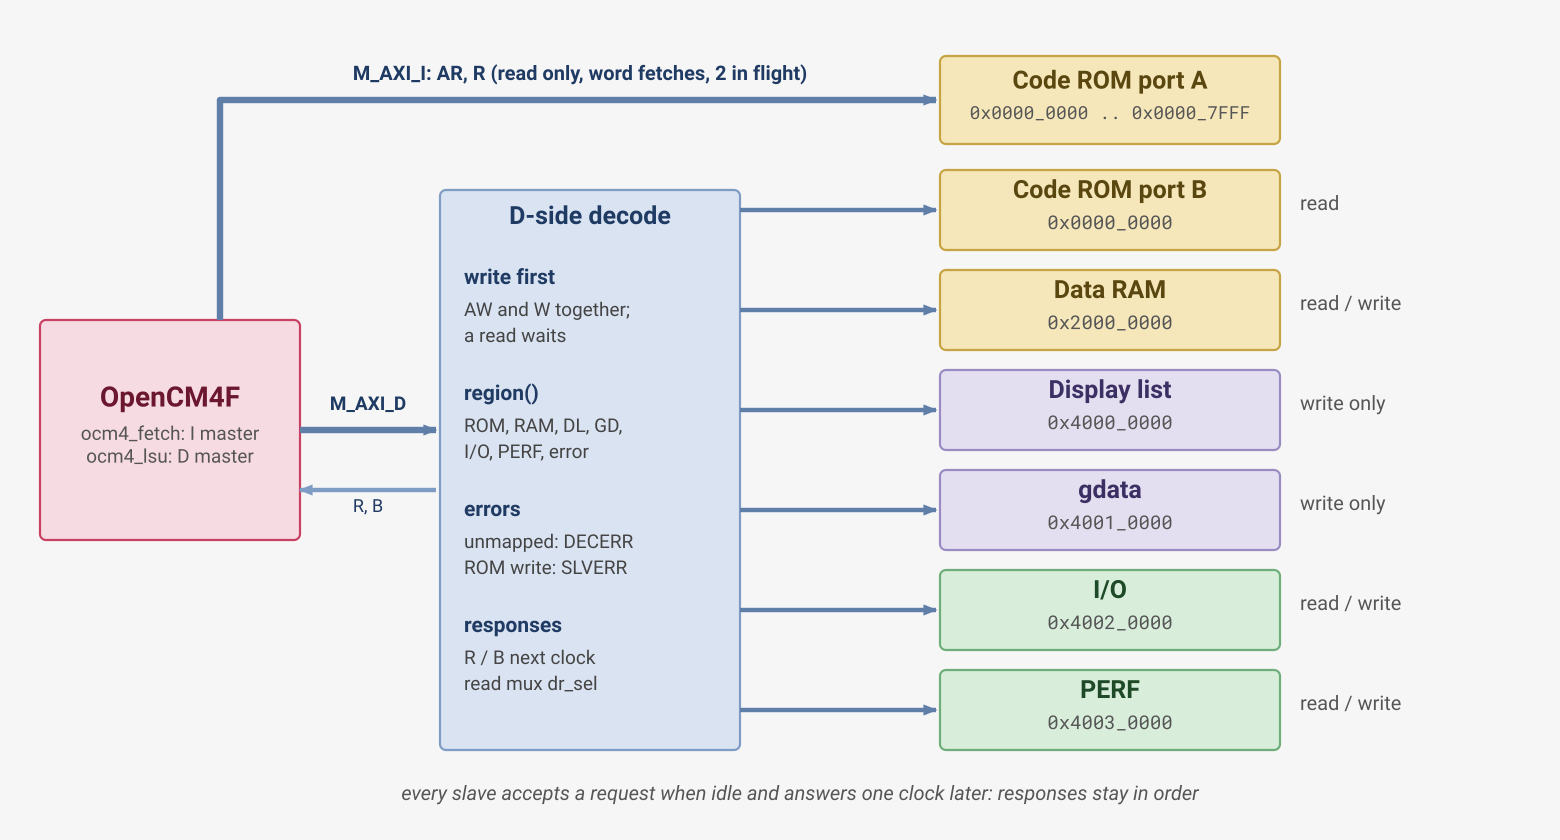 M_AXI_I: AR, R (read only, word fetches, 2 in flight)
Code ROM port A
0x0000_0000 .. 0x0000_7FFF
Code ROM port B
0x0000_0000
read
D-side decode
write first
AW and W together;
a read waits
region()
ROM, RAM, DL, GD,
I/O, PERF, error
errors
unmapped: DECERR
ROM write: SLVERR
responses
R / B next clock
read mux dr_sel
Data RAM
0x2000_0000
read / write
OpenCM4F
ocm4_fetch: I master
ocm4_lsu: D master
M_AXI_D
R, B
Display list
0x4000_0000
write only
gdata
0x4001_0000
write only
I/O
0x4002_0000
read / write
PERF
0x4003_0000
read / write
every slave accepts a request when idle and answers one clock later: responses stay in order